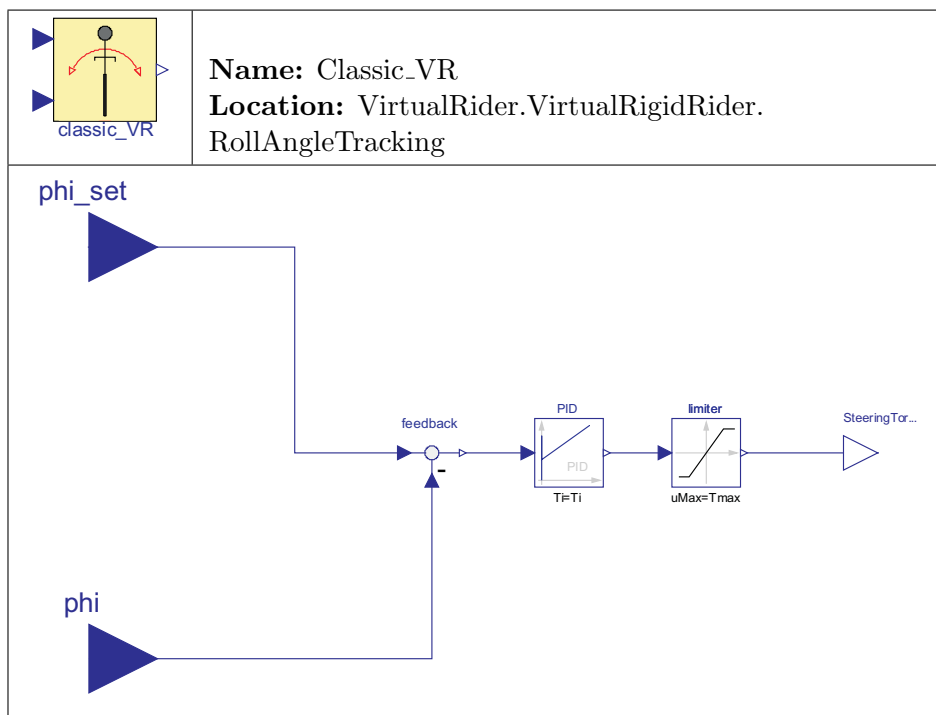 classic_VR
Name: Classic_VR
Location: VirtualRider.VirtualRigidRider.
RollAngleTracking
phi_set
feedback
-
PID
PID
Ti=Ti
limiter
uMax=Tmax
SteeringTor...
phi